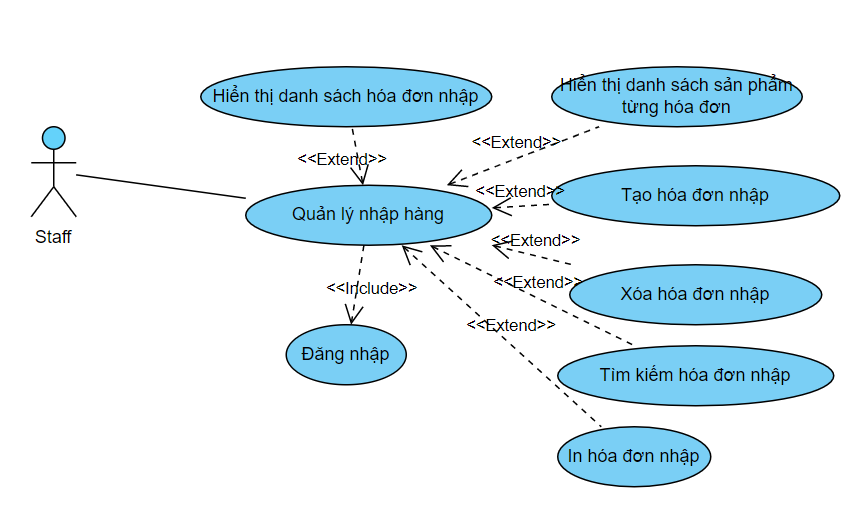 Hiển thị danh sách hóa đơn nhập
Hiển thị danh sách sản phẩm
từng hóa đơn
<<Extend>>
<<Extend>>
<<Extend>>
Tạo hóa đơn nhập
Quản lý nhập hàng
Staff
<<Extend>>
<<Include>>
<<Extend>>
Xóa hóa đơn nhập
<<Extend>>
Đăng nhập
Tìm kiếm hóa đơn nhập
In hóa đơn nhập